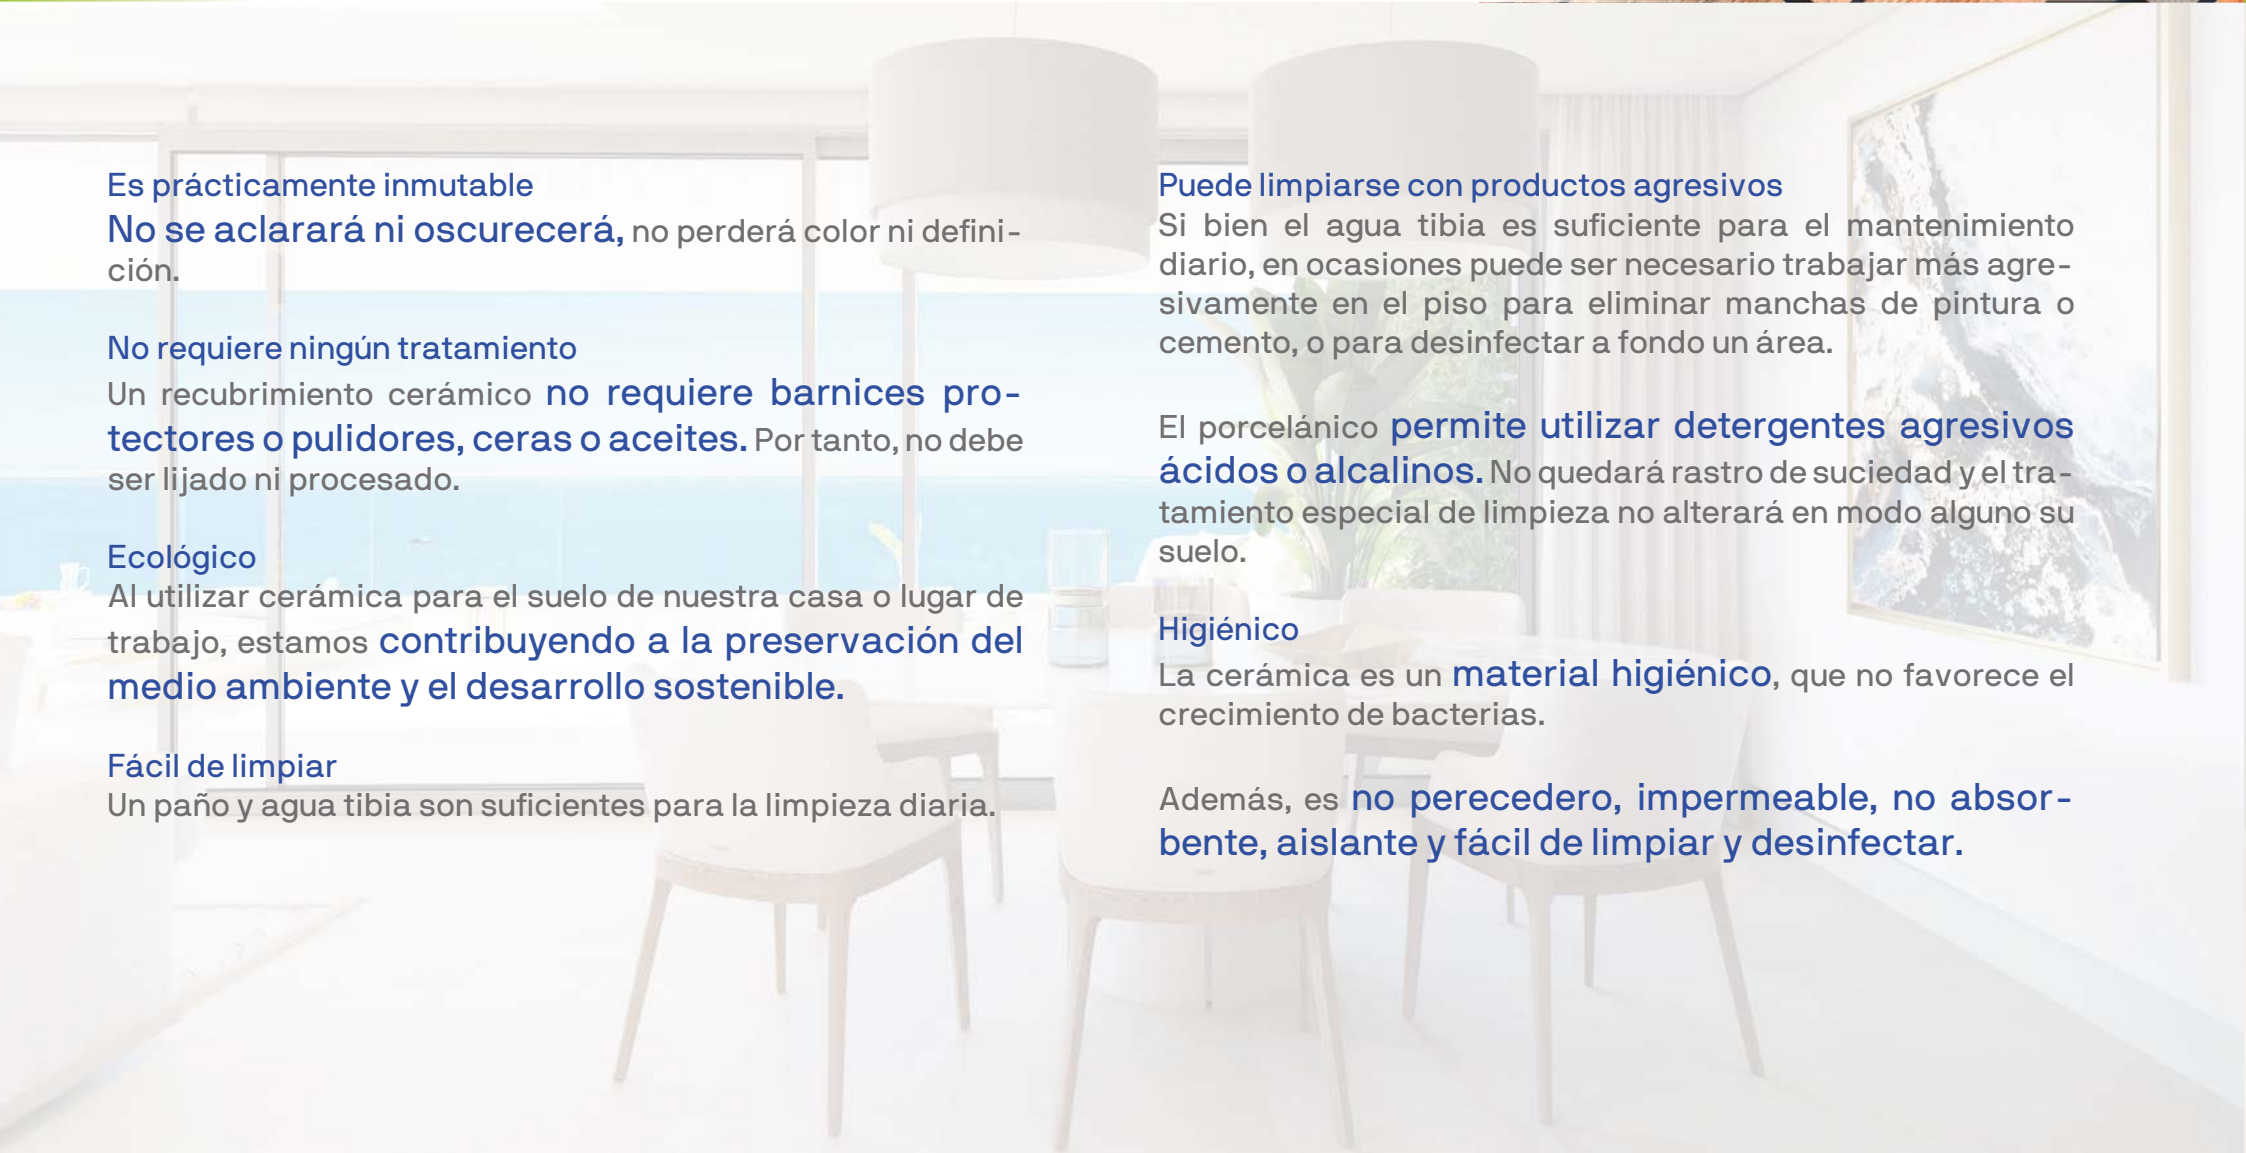 Es prácticamente inmutable
No se aclarará ni oscurecerá, no perderá color ni defini-
ción.
No requiere ningún tratamiento
Un recubrimiento cerámico no requiere barnices pro-
tectores o pulidores, ceras o aceites. Por tanto, no debe
ser lijado ni procesado.
Ecológico
Al utilizar cerámica para el suelo de nuestra casa o lugar de
trabajo, estamos contribuyendo a la preservación del
medio ambiente y el desarrollo sostenible.
Fácil de limpiar
Un paño y agua tibia son suficientes para la limpieza diaria.
Puede limpiarse con productos agresivos
Si bien el agua tibia es suficiente para el mantenimiento
diario, en ocasiones puede ser necesario trabajar más agre-
sivamente en el piso para eliminar manchas de pintura o
cemento, o para desinfectar a fondo un área.
El porcelánico permite utilizar detergentes agresivos
ácidos o alcalinos. No quedará rastro de suciedad y el tra-
tamiento especial de limpieza no alterará en modo alguno su
suelo.
Higiénico
La cerámica es un material higiénico, que no favorece el
crecimiento de bacterias.
Además, es no perecedero, impermeable, no absor-
bente, aislante y fácil de limpiar y desinfectar.